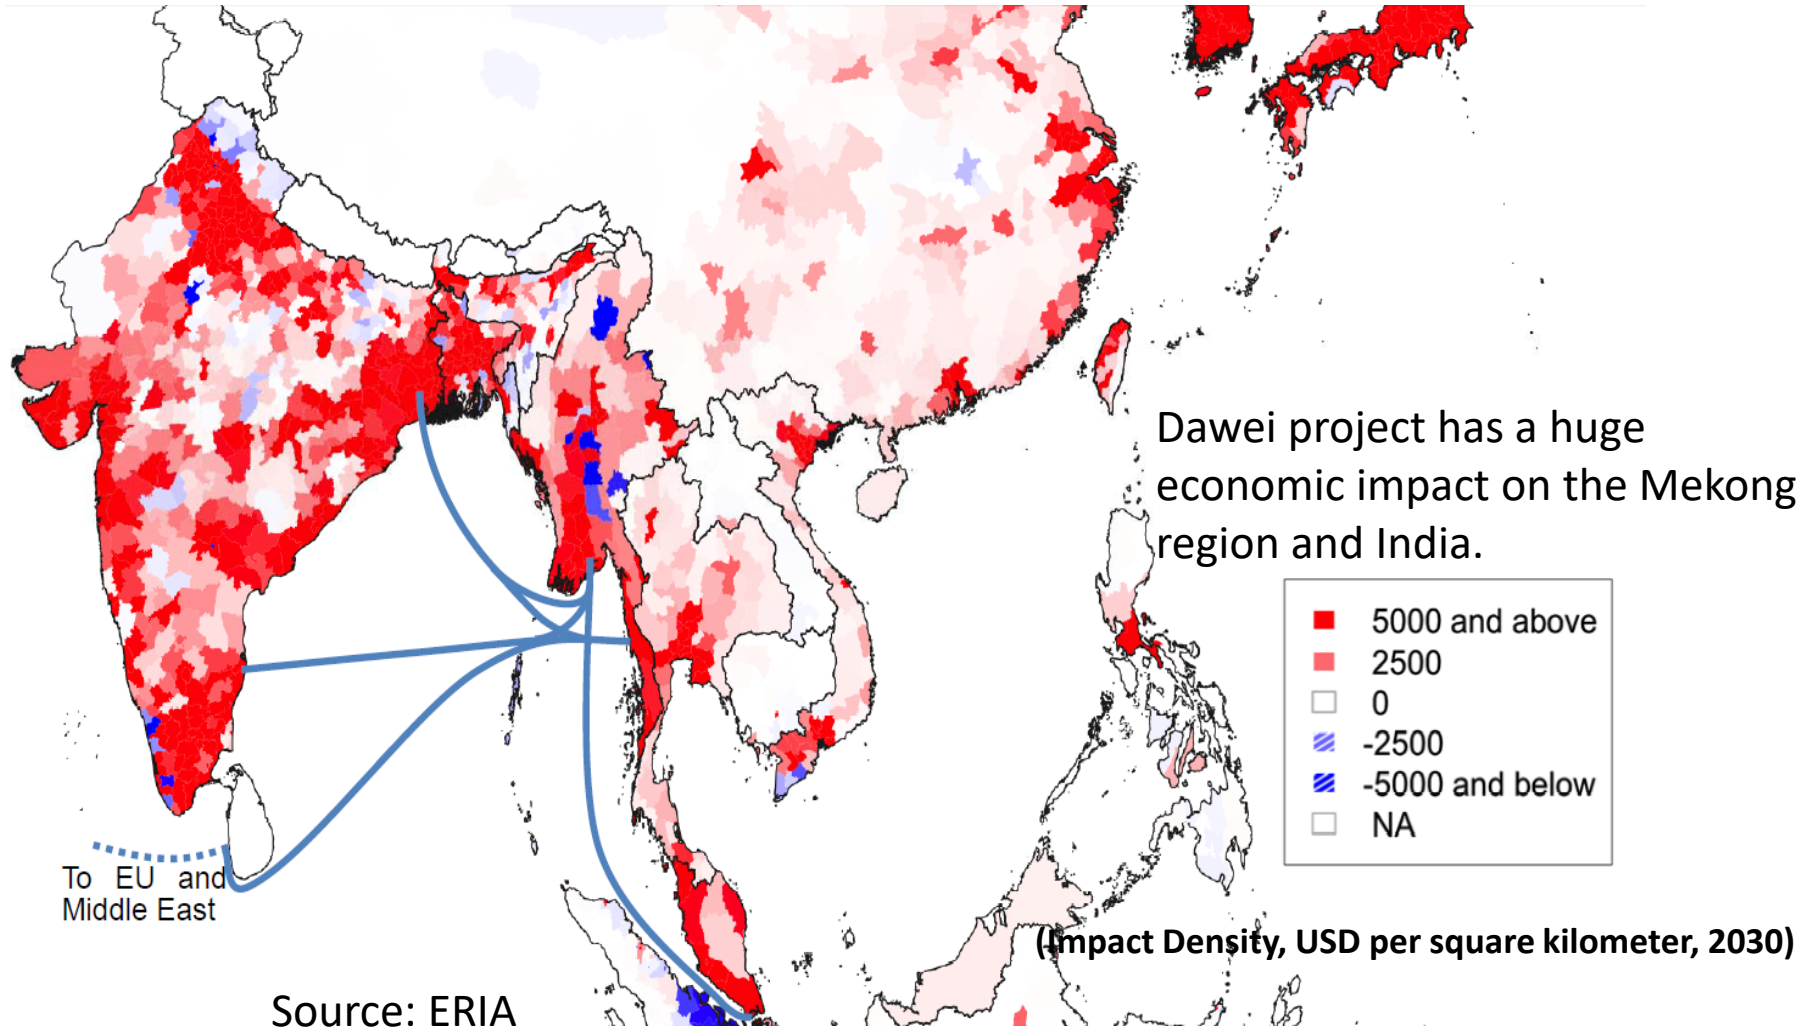 Dawei project has a huge
economic impact on the Mekong
region and India.
5000 and above
2500
0
-2500
-5000 and below
NA
To EU and
Middle East
(Impact Density, USD per square kilometer, 2030)
Source: ERIA